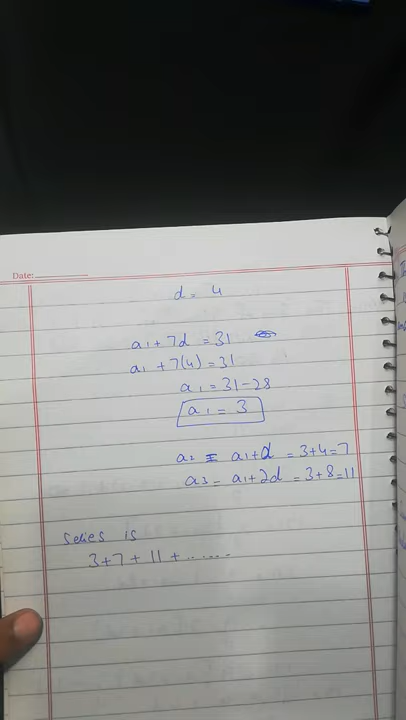 Date:
d = 4
a1 + 7d = 31
a1 + 7(4) = 31
a1 = 31 - 28
a1 = 3
a2 = a1 + d = 3+4 = 7
a3 = a1 + 2d = 3+8 = 11
Series is
3 + 7 + 11 + .......